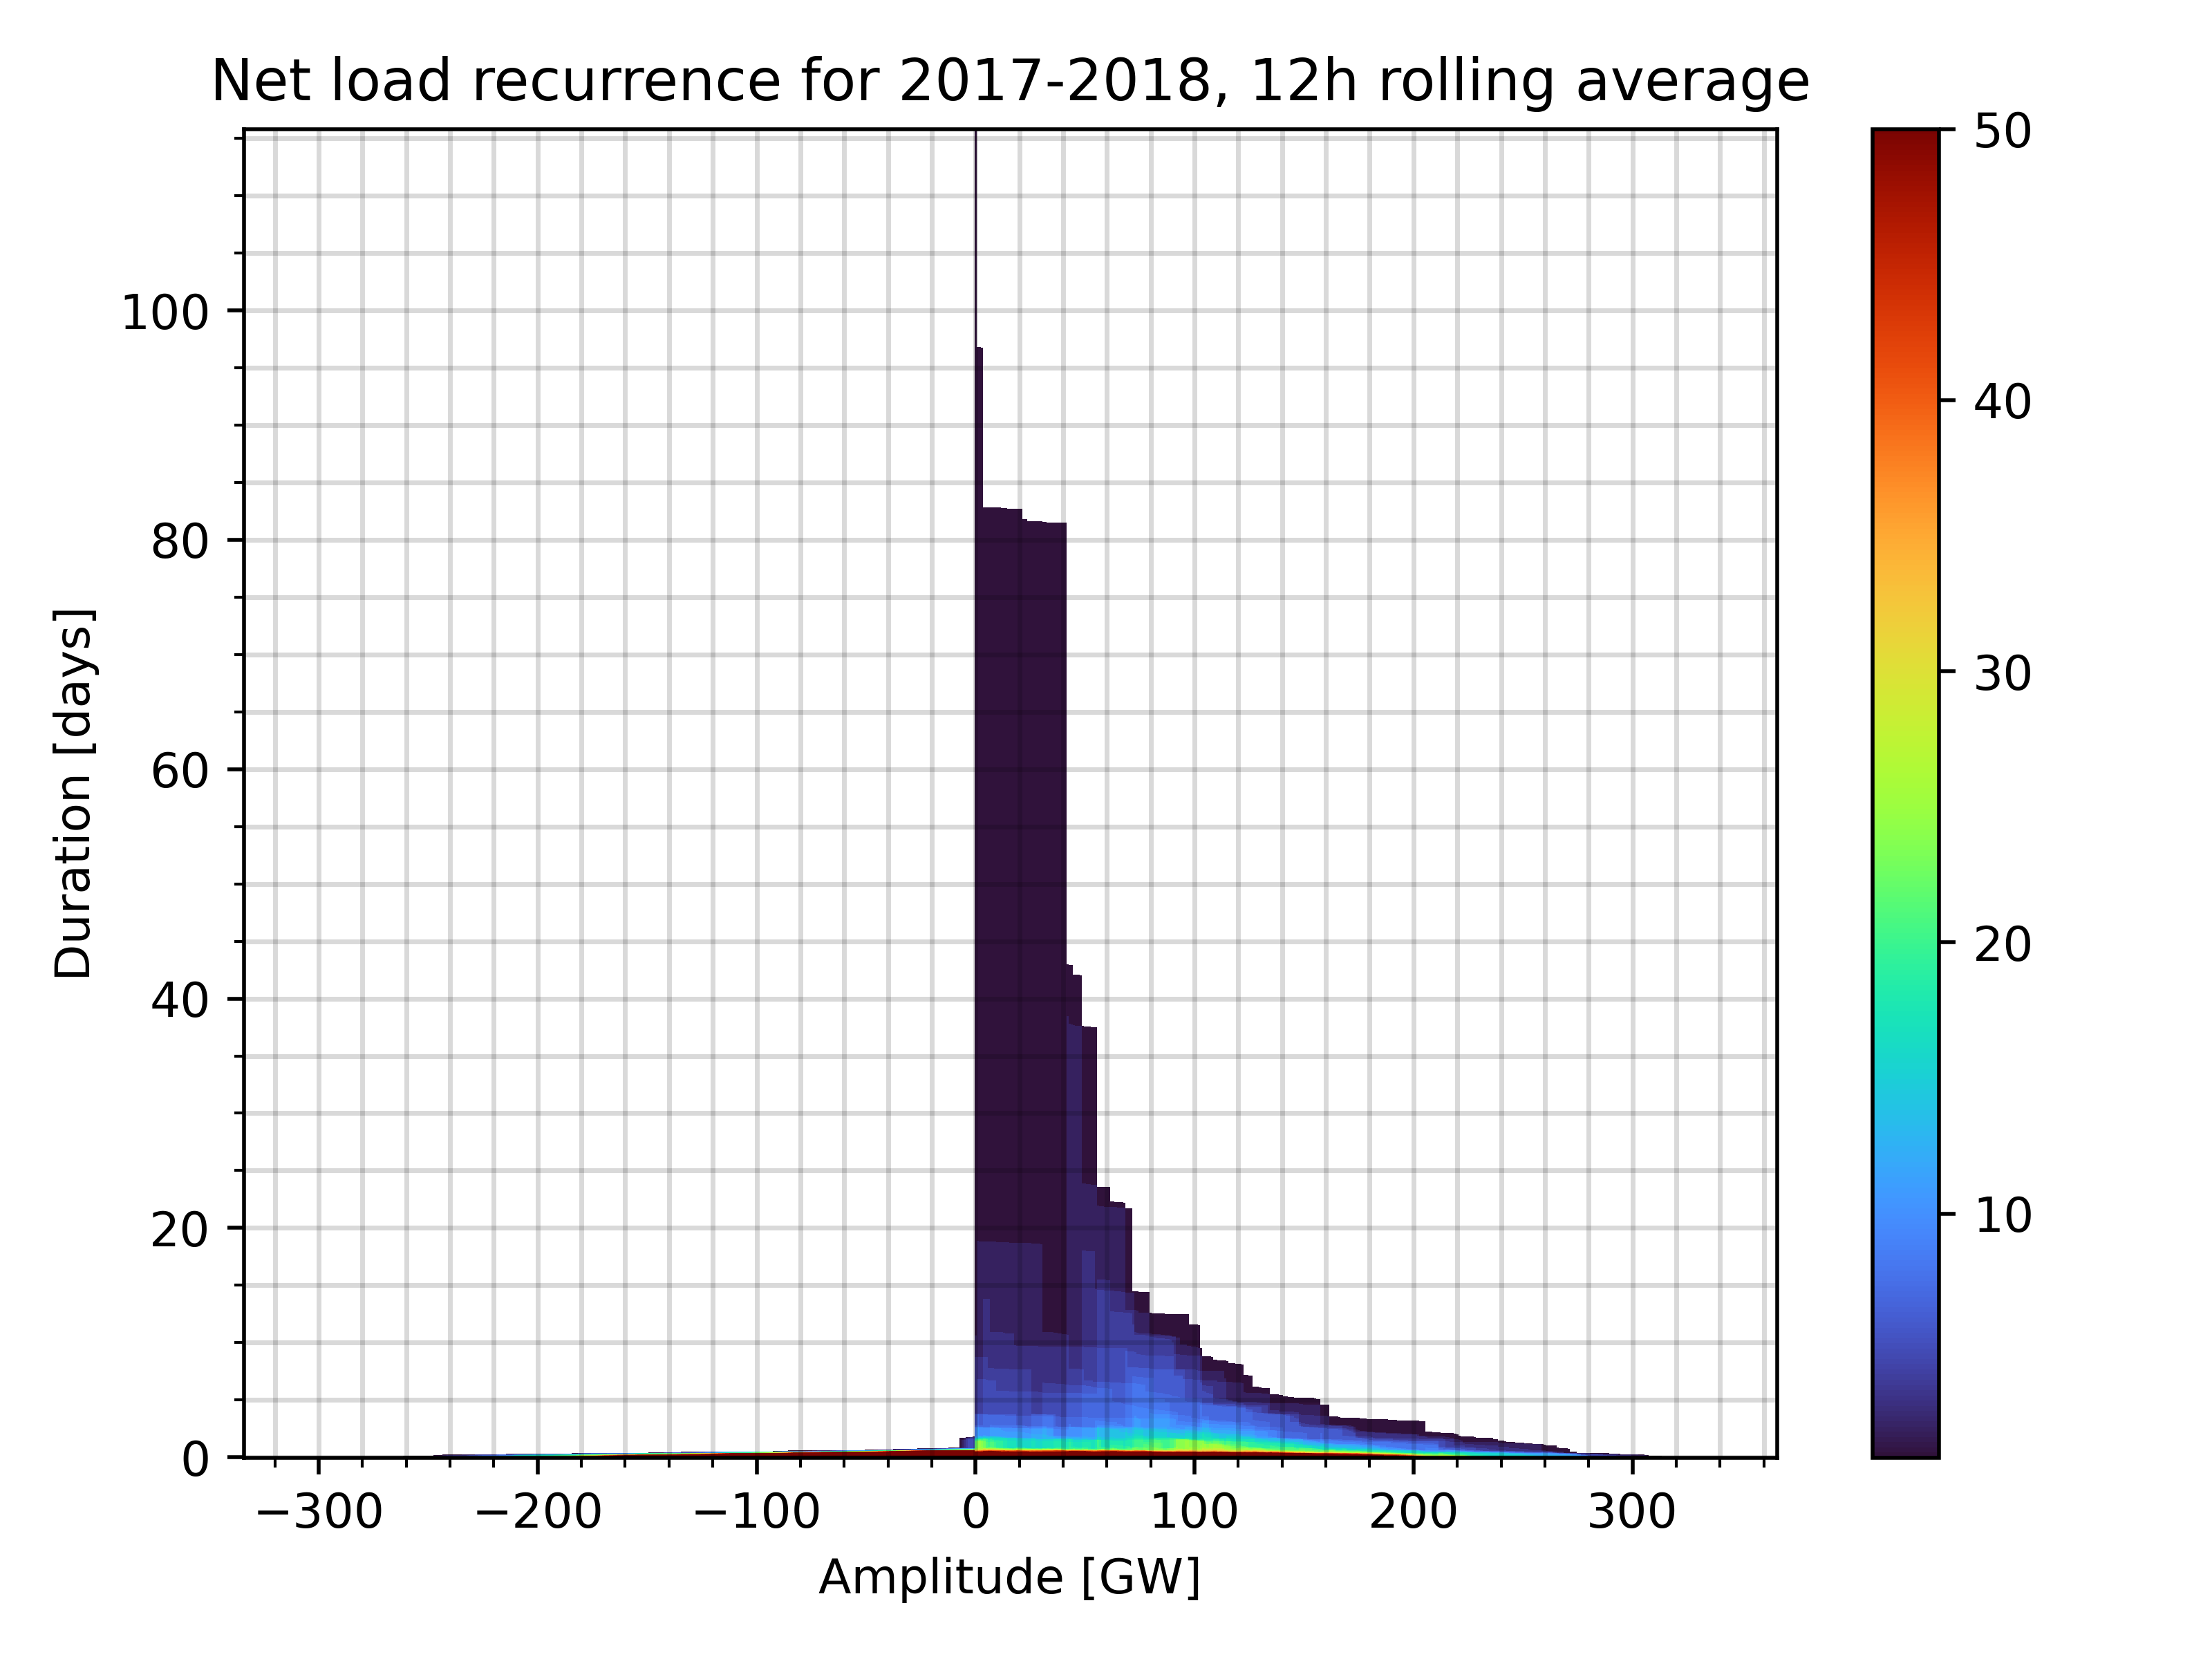 Net load recurrence for 2017-2018, 12h rolling average
50
40
30
20
10
100
80
60
40
20
0
Duration [days]
−300 −200 −100 0 100 200 300
Amplitude [GW]